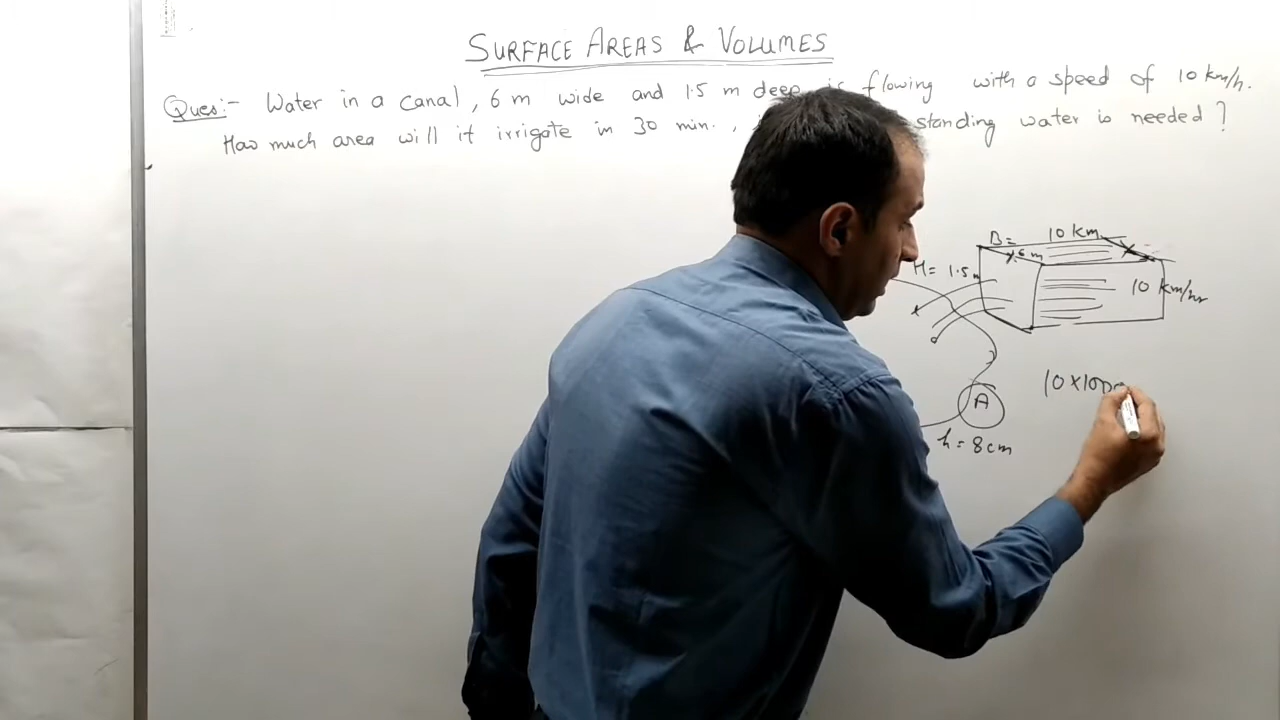 SURFACE AREAS & VOLUMES
Ques:- Water in a canal, 6 m wide and 1.5 m deep is flowing with a speed of 10 km/h.
How much area will it irrigate in 30 min., standing water is needed?
B= 10 km
6 m
H = 1.5 m
10 km/hr
10 × 100
A
h = 8 cm